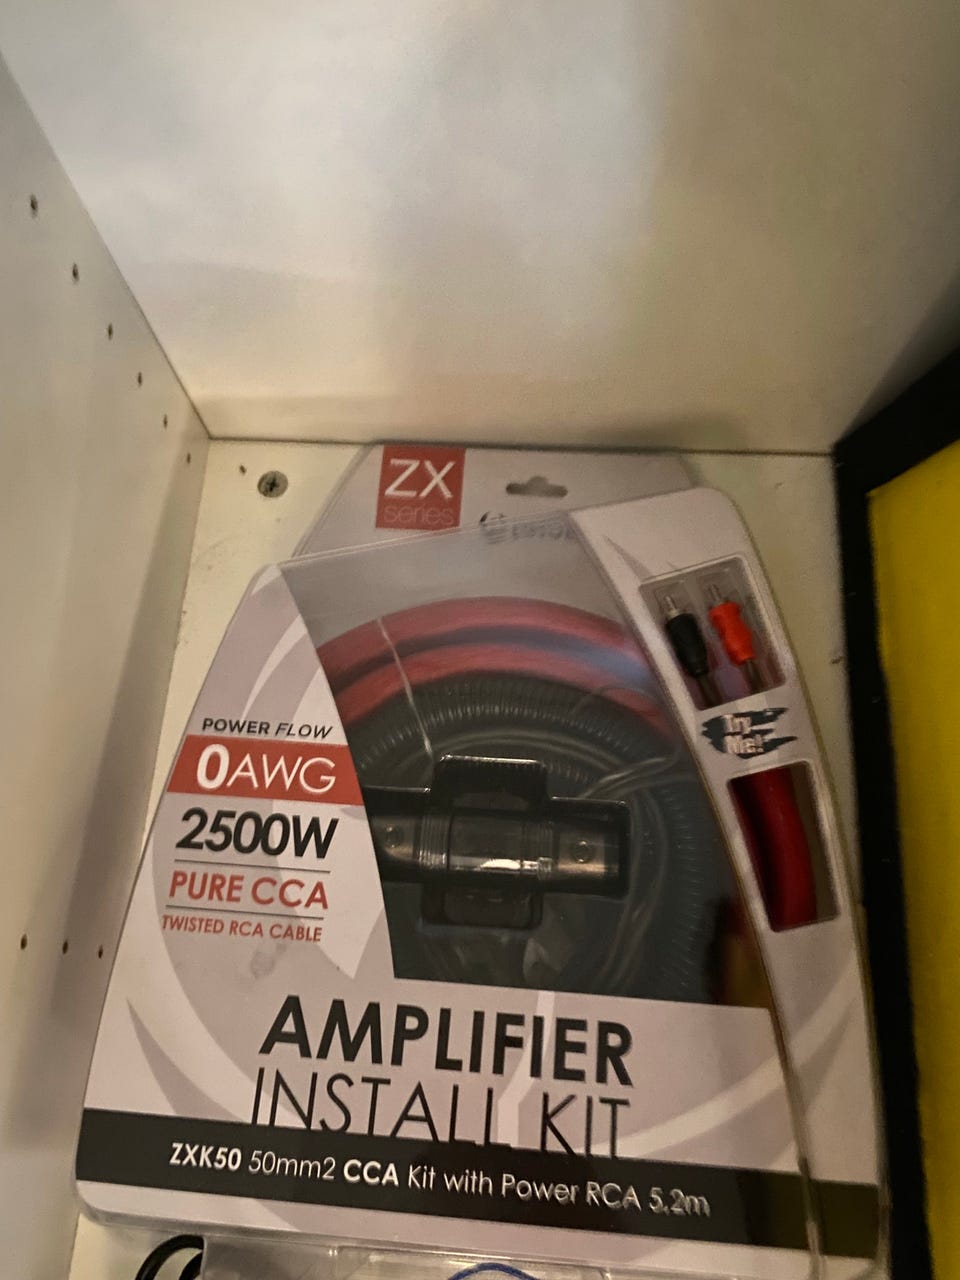 ZX
series
POWER FLOW
0AWG
2500W
PURE CCA
TWISTED RCA CABLE
Try
Me!
AMPLIFIER
INSTALL KIT
ZXK50 50mm2 CCA Kit with Power RCA 5.2m